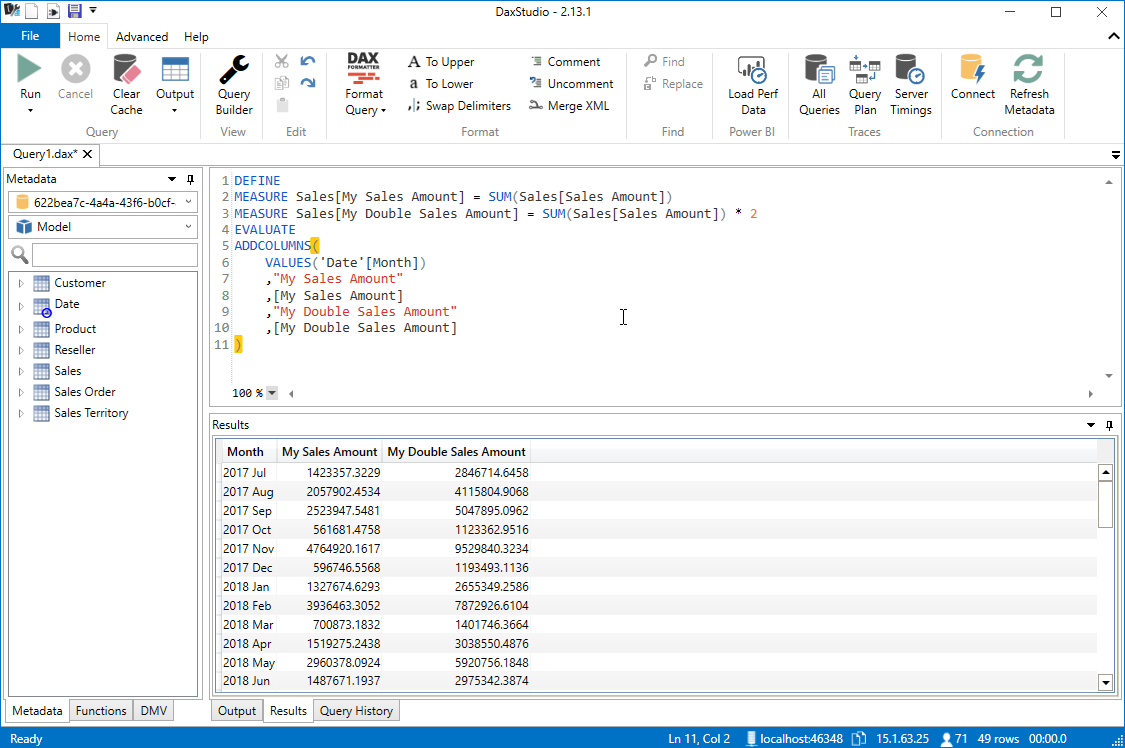 DaxStudio - 2.13.1
File Home Advanced Help
Run
Cancel
Clear Cache
Output
Query
Query Builder
View
Edit
DAX FORMATTER
Format Query
A To Upper
a To Lower
Swap Delimiters
Comment
Uncomment
Merge XML
Format
Find
Replace
Find
Load Perf Data
Power BI
All Queries
Query Plan
Server Timings
Traces
Connect
Refresh Metadata
Connection
Query1.dax*
Metadata
622bea7c-4a4a-43f6-b0cf-
Model
Customer
Date
Product
Reseller
Sales
Sales Order
Sales Territory
1 DEFINE
2 MEASURE Sales[My Sales Amount] = SUM(Sales[Sales Amount])
3 MEASURE Sales[My Double Sales Amount] = SUM(Sales[Sales Amount]) * 2
4 EVALUATE
5 ADDCOLUMNS(
6 VALUES('Date'[Month])
7 ,"My Sales Amount"
8 ,[My Sales Amount]
9 ,"My Double Sales Amount"
10 ,[My Double Sales Amount]
11 )
100 %
Results
Month My Sales Amount My Double Sales Amount
2017 Jul 1423357.3229 2846714.6458
2017 Aug 2057902.4534 4115804.9068
2017 Sep 2523947.5481 5047895.0962
2017 Oct 561681.4758 1123362.9516
2017 Nov 4764920.1617 9529840.3234
2017 Dec 596746.5568 1193493.1136
2018 Jan 1327674.6293 2655349.2586
2018 Feb 3936463.3052 7872926.6104
2018 Mar 700873.1832 1401746.3664
2018 Apr 1519275.2438 3038550.4876
2018 May 2960378.0924 5920756.1848
2018 Jun 1487671.1937 2975342.3874
Metadata Functions DMV
Output Results Query History
Ready
Ln 11, Col 2 localhost:46348 15.1.63.25 71 49 rows 00:00.0